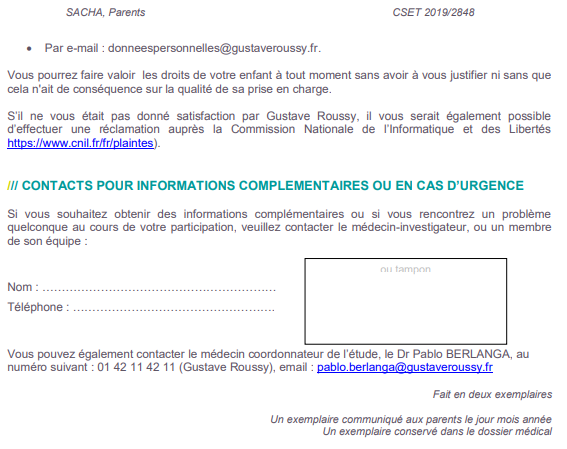 SACHA, Parents CSET 2019/2848
• Par e-mail : donneespersonnelles@gustaveroussy.fr.
Vous pourrez faire valoir les droits de votre enfant à tout moment sans avoir à vous justifier ni sans que
cela n'ait de conséquence sur la qualité de sa prise en charge.
S'il ne vous était pas donné satisfaction par Gustave Roussy, il vous serait également possible
d'effectuer une réclamation auprès la Commission Nationale de l'Informatique et des Libertés
https://www.cnil.fr/fr/plaintes).
/// CONTACTS POUR INFORMATIONS COMPLEMENTAIRES OU EN CAS D'URGENCE
Si vous souhaitez obtenir des informations complémentaires ou si vous rencontrez un problème
quelconque au cours de votre participation, veuillez contacter le médecin-investigateur, ou un membre
de son équipe :
ou tampon
Nom : ……………………………………………………
Téléphone : …………………………………………….
Vous pouvez également contacter le médecin coordonnateur de l'étude, le Dr Pablo BERLANGA, au
numéro suivant : 01 42 11 42 11 (Gustave Roussy), email : pablo.berlanga@gustaveroussy.fr
Fait en deux exemplaires
Un exemplaire communiqué aux parents le jour mois année
Un exemplaire conservé dans le dossier médical